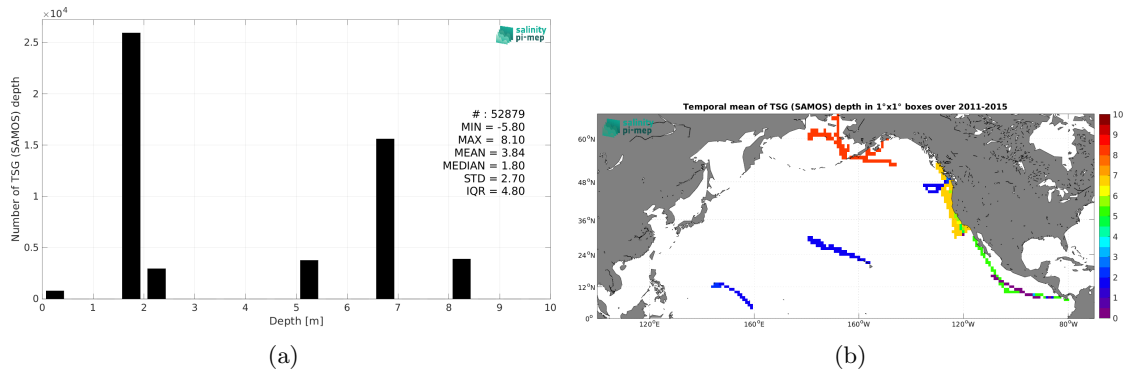 ×10⁴
salinity
pi-mep
Number of TSG (SAMOS) depth
2.5
2
1.5
1
0.5
0
# : 52879
MIN = -5.80
MAX = 8.10
MEAN = 3.84
MEDIAN = 1.80
STD = 2.70
IQR = 4.80
0 1 2 3 4 5 6 7 8 9 10
Depth [m]
(a)
Temporal mean of TSG (SAMOS) depth in 1°x1° boxes over 2011-2015
salinity
pi-mep
60°N
48°N
36°N
24°N
12°N
0°
120°E 160°E 160°W 120°W 80°W
10
9
8
7
6
5
4
3
2
1
0
(b)